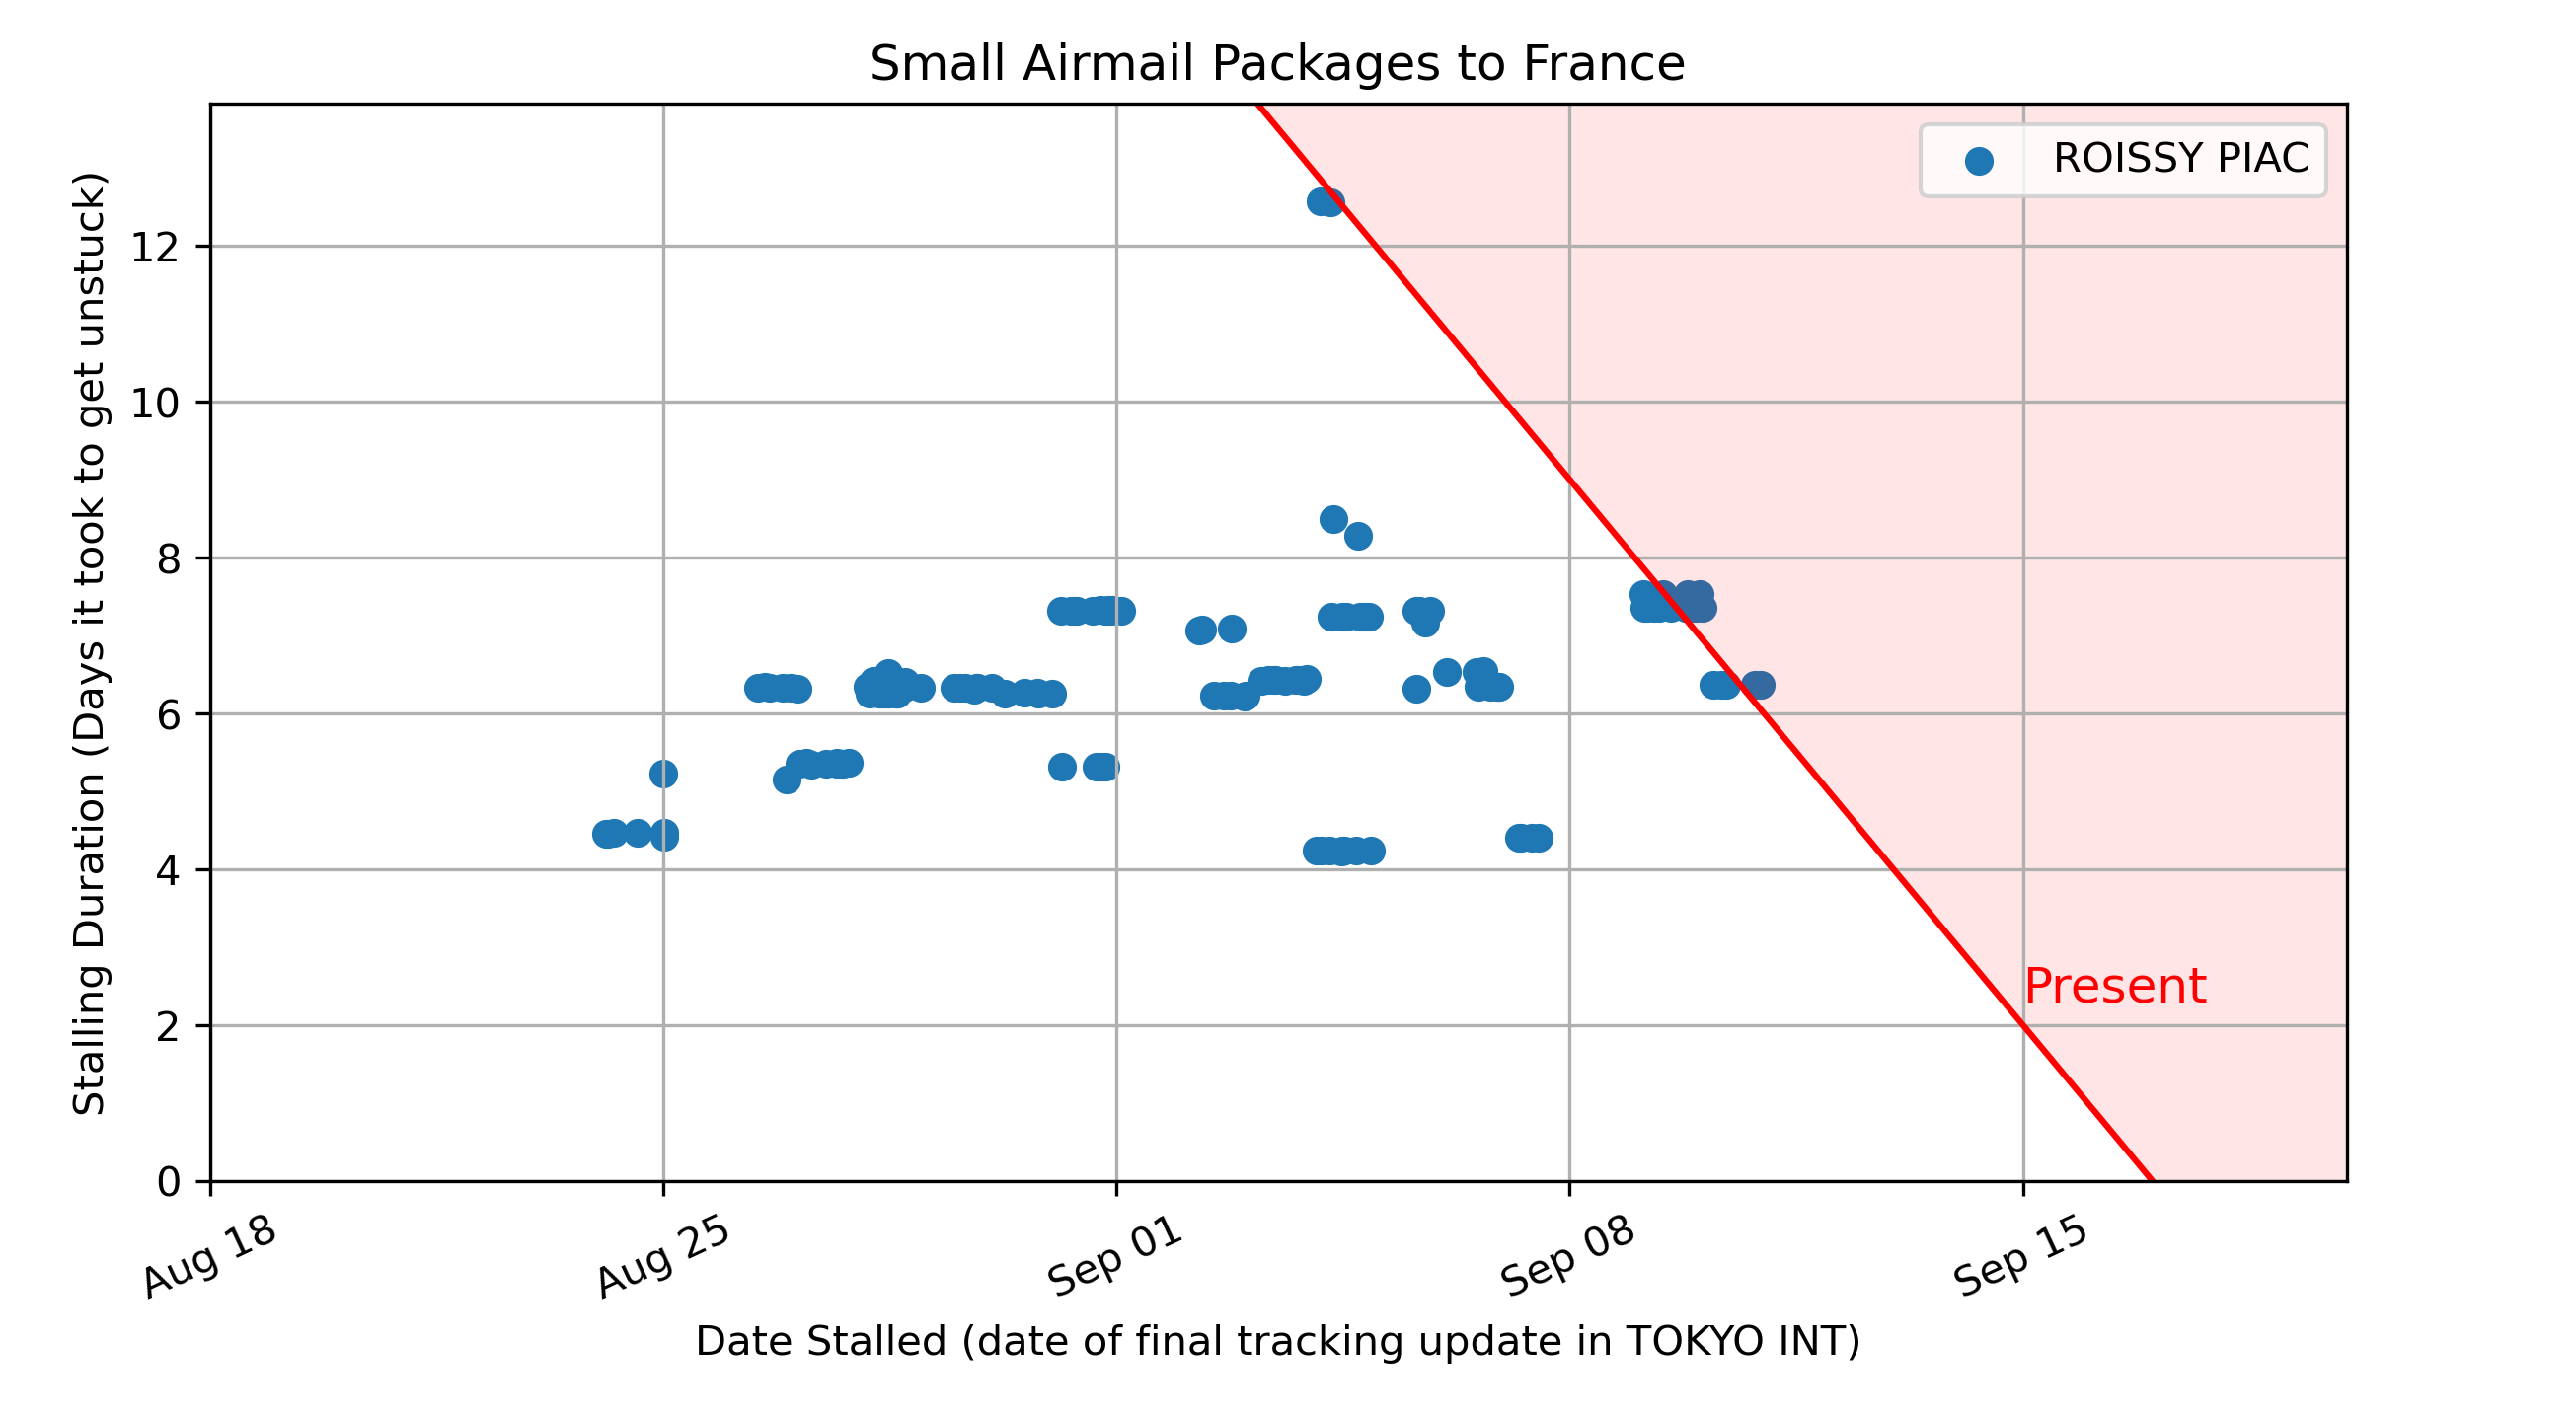 Small Airmail Packages to France
ROISSY PIAC
Stalling Duration (Days it took to get unstuck)
12
10
8
6
4
2
0
Present
Aug 18
Aug 25
Sep 01
Sep 08
Sep 15
Date Stalled (date of final tracking update in TOKYO INT)